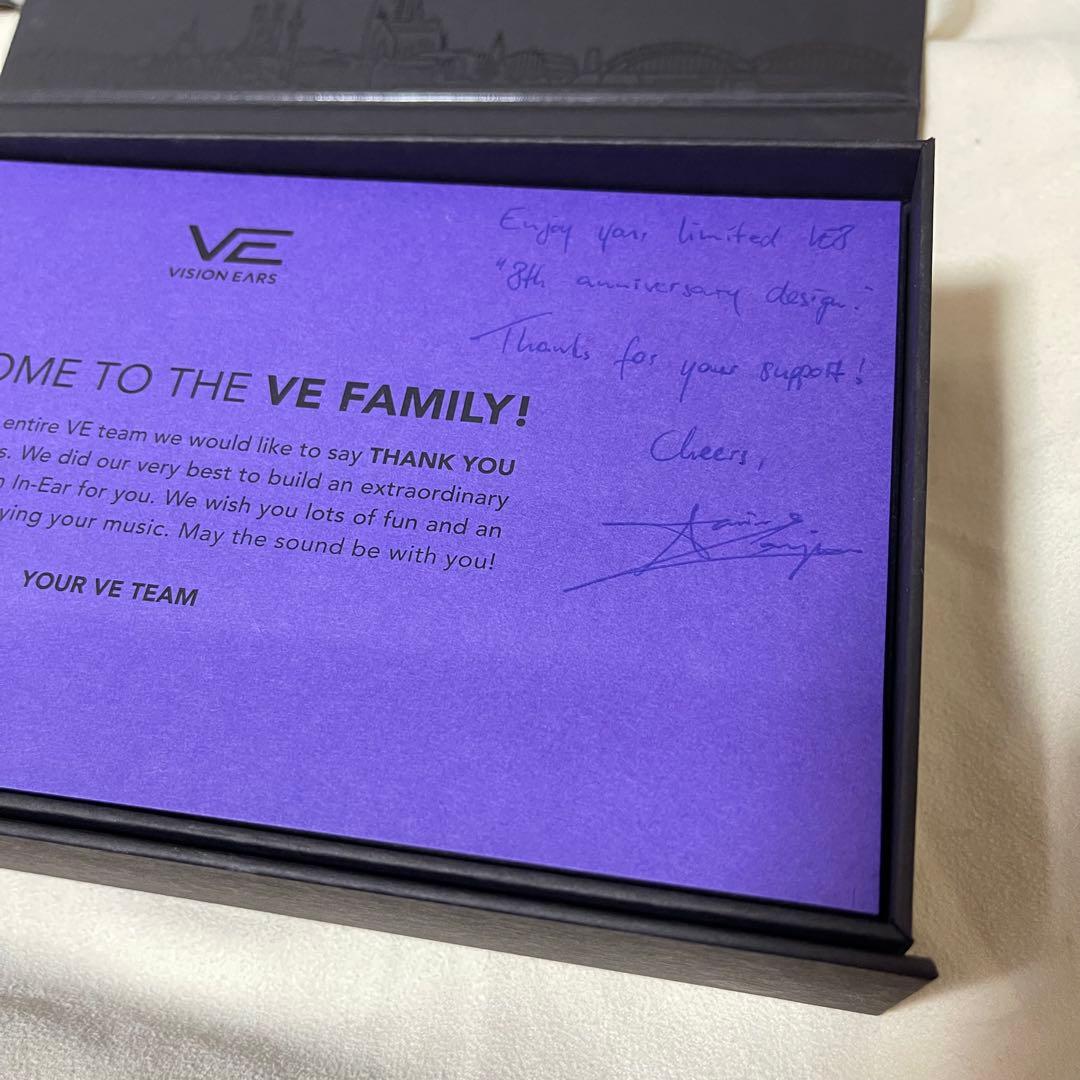 VE
VISION EARS
OME TO THE VE FAMILY!
entire VE team we would like to say THANK YOU
s. We did our very best to build an extraordinary
n In-Ear for you. We wish you lots of fun and an
ying your music. May the sound be with you!
YOUR VE TEAM
Enjoy your limited VE8
"8th anniversary design."
Thanks for your support!
Cheers,